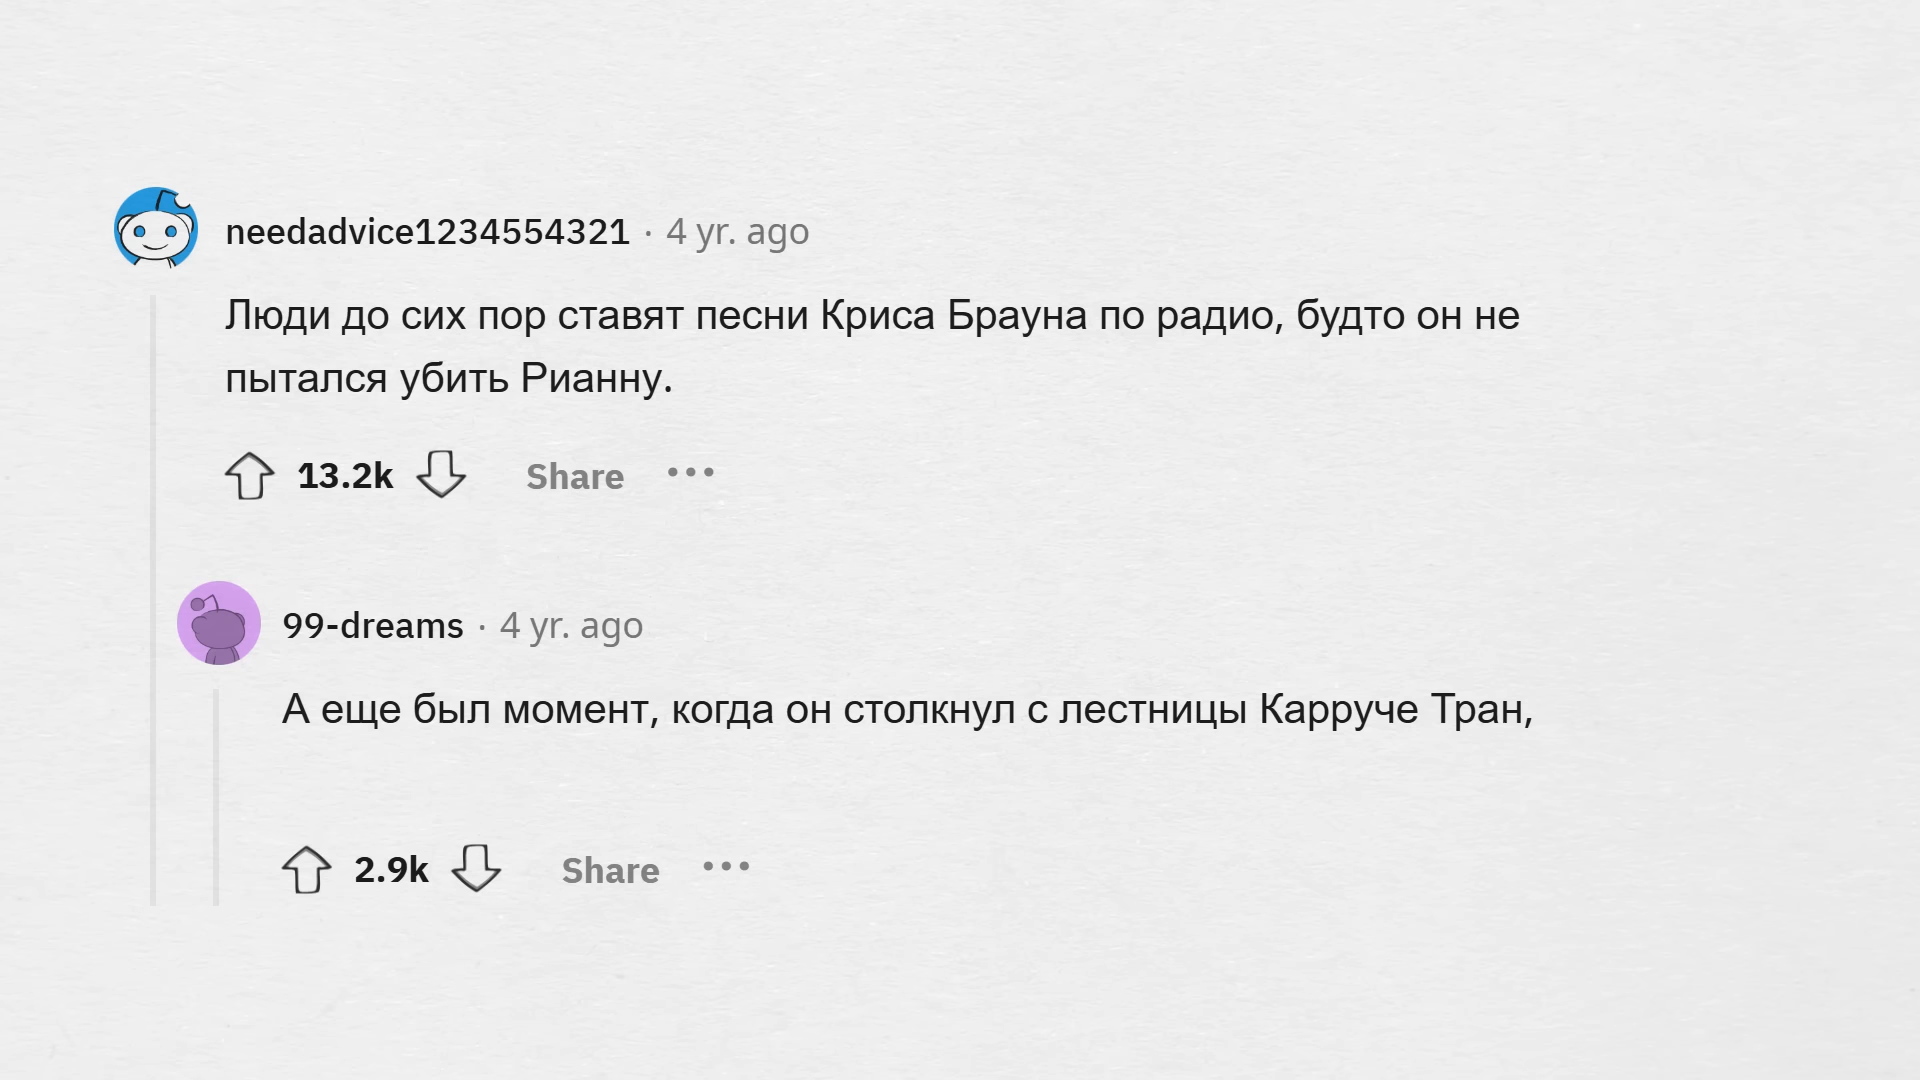 needadvice1234554321 · 4 yr. ago
Люди до сих пор ставят песни Криса Брауна по радио, будто он не
пытался убить Рианну.
13.2k Share •••
99-dreams · 4 yr. ago
А еще был момент, когда он столкнул с лестницы Карруче Тран,
2.9k Share •••